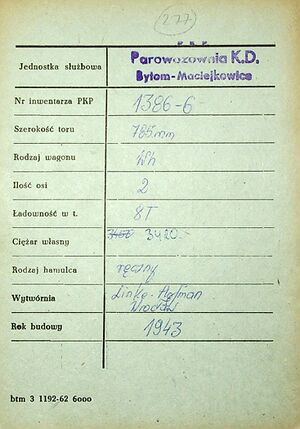 (277)
P K P
Jednostka służbowa Parowozownia K.D.
Bytom-Maciejkowice
Nr inwentarza PKP 1386-6
Szerokość toru 785 mm
Rodzaj wagonu Wh
Ilość osi 2
Ładowność w t. 8T
Ciężar własny 3420
Rodzaj hamulca ręczny
Wytwórnia Linke-Hofman
Wrocław
Rok budowy 1943
btm 3 1192-62 6ooo